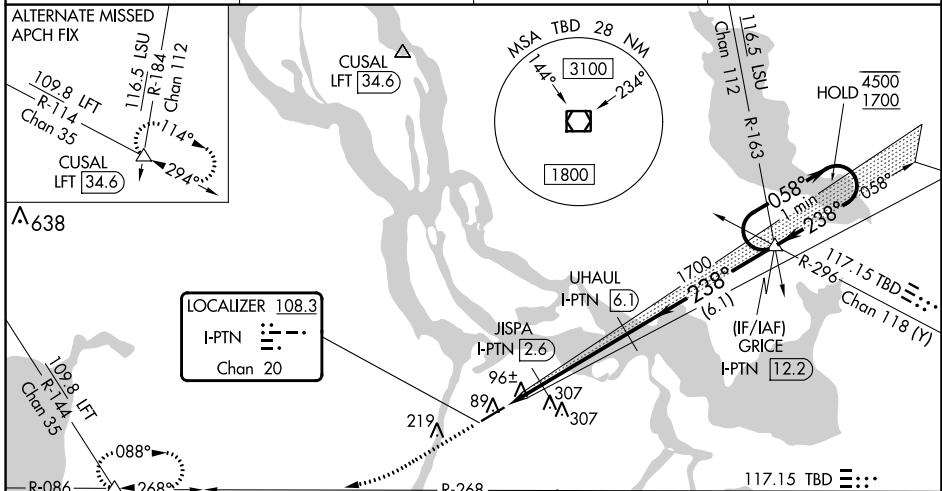 ALTERNATE MISSED
APCH FIX
109.8 LFT
R-114
Chan 35
116.5 LSU
R-184
Chan 112
114°
294°
CUSAL
LFT 34.6
638
CUSAL
LFT 34.6
MSA TBD 28 NM
144°
234°
3100
1800
116.5 LSU
Chan 112
R-163
HOLD
4500
1700
058°
1 min
238°
058°
R-296
117.15 TBD
Chan 118 (Y)
1700
238°
(6.1)
UHAUL
I-PTN 6.1
(IF/IAF)
GRICE
I-PTN 12.2
JISPA
I-PTN 2.6
LOCALIZER 108.3
I-PTN
Chan 20
96±
89
307
307
219
109.8 LFT
R-144
Chan 35
088°
268°
R-086
R-268
117.15 TBD